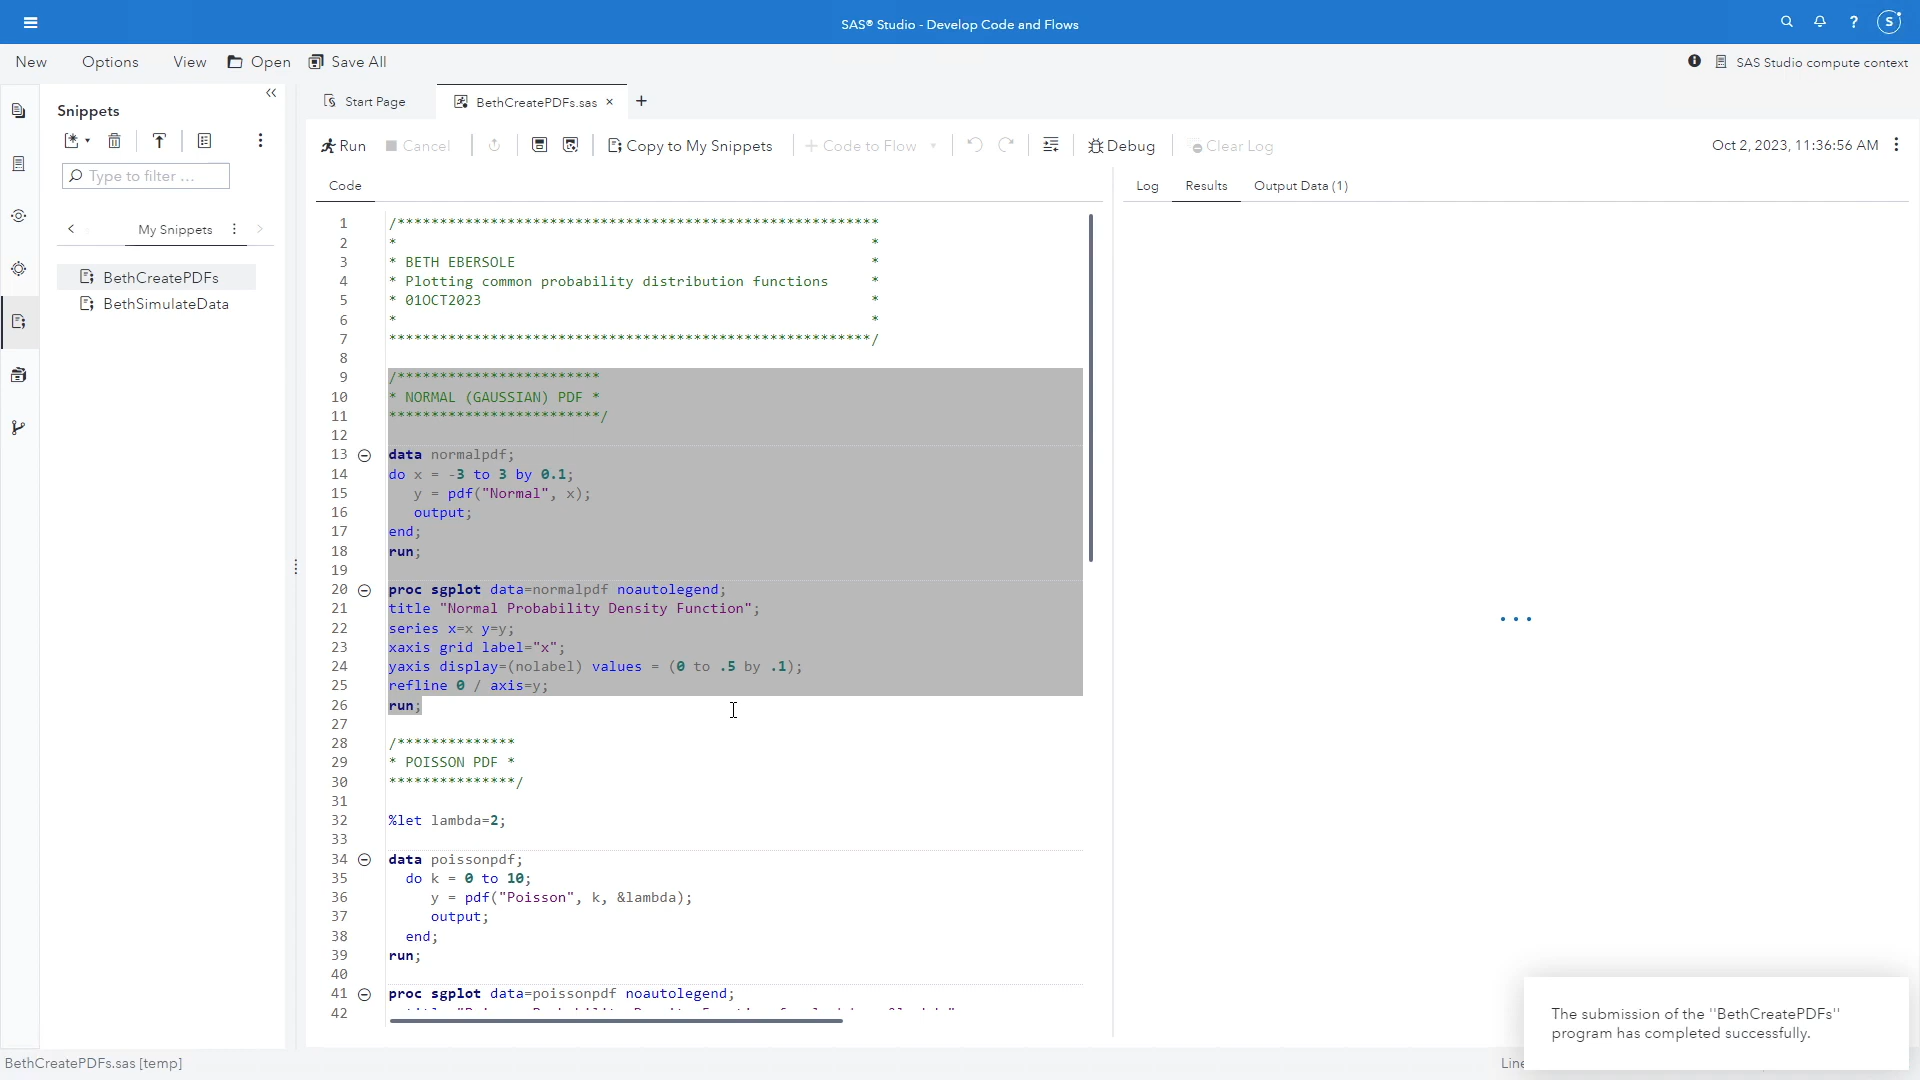 SAS® Studio - Develop Code and Flows
?
S
New
Options
View
Open
Save All
SAS Studio compute context
Snippets
Type to filter ...
My Snippets
BethCreatePDFs
BethSimulateData
Start Page
BethCreatePDFs.sas
Run
Cancel
Copy to My Snippets
Code to Flow
Debug
Clear Log
Oct 2, 2023, 11:36:56 AM
Code
Log
Results
Output Data (1)
1 /*********************************************************
2 * *
3 * BETH EBERSOLE *
4 * Plotting common probability distribution functions *
5 * 01OCT2023 *
6 * *
7 *********************************************************/
8
9 /************************
10 * NORMAL (GAUSSIAN) PDF *
11 *************************/
12
13 data normalpdf;
14 do x = -3 to 3 by 0.1;
15 y = pdf("Normal", x);
16 output;
17 end;
18 run;
19
20 proc sgplot data=normalpdf noautolegend;
21 title "Normal Probability Density Function";
22 series x=x y=y;
23 xaxis grid label="x";
24 yaxis display=(nolabel) values = (0 to .5 by .1);
25 refline 0 / axis=y;
26 run;
27
28 /**************
29 * POISSON PDF *
30 ***************/
31
32 %let lambda=2;
33
34 data poissonpdf;
35 do k = 0 to 10;
36 y = pdf("Poisson", k, &lambda);
37 output;
38 end;
39 run;
40
41 proc sgplot data=poissonpdf noautolegend;
42
The submission of the "BethCreatePDFs"
program has completed successfully.
BethCreatePDFs.sas [temp]
Line